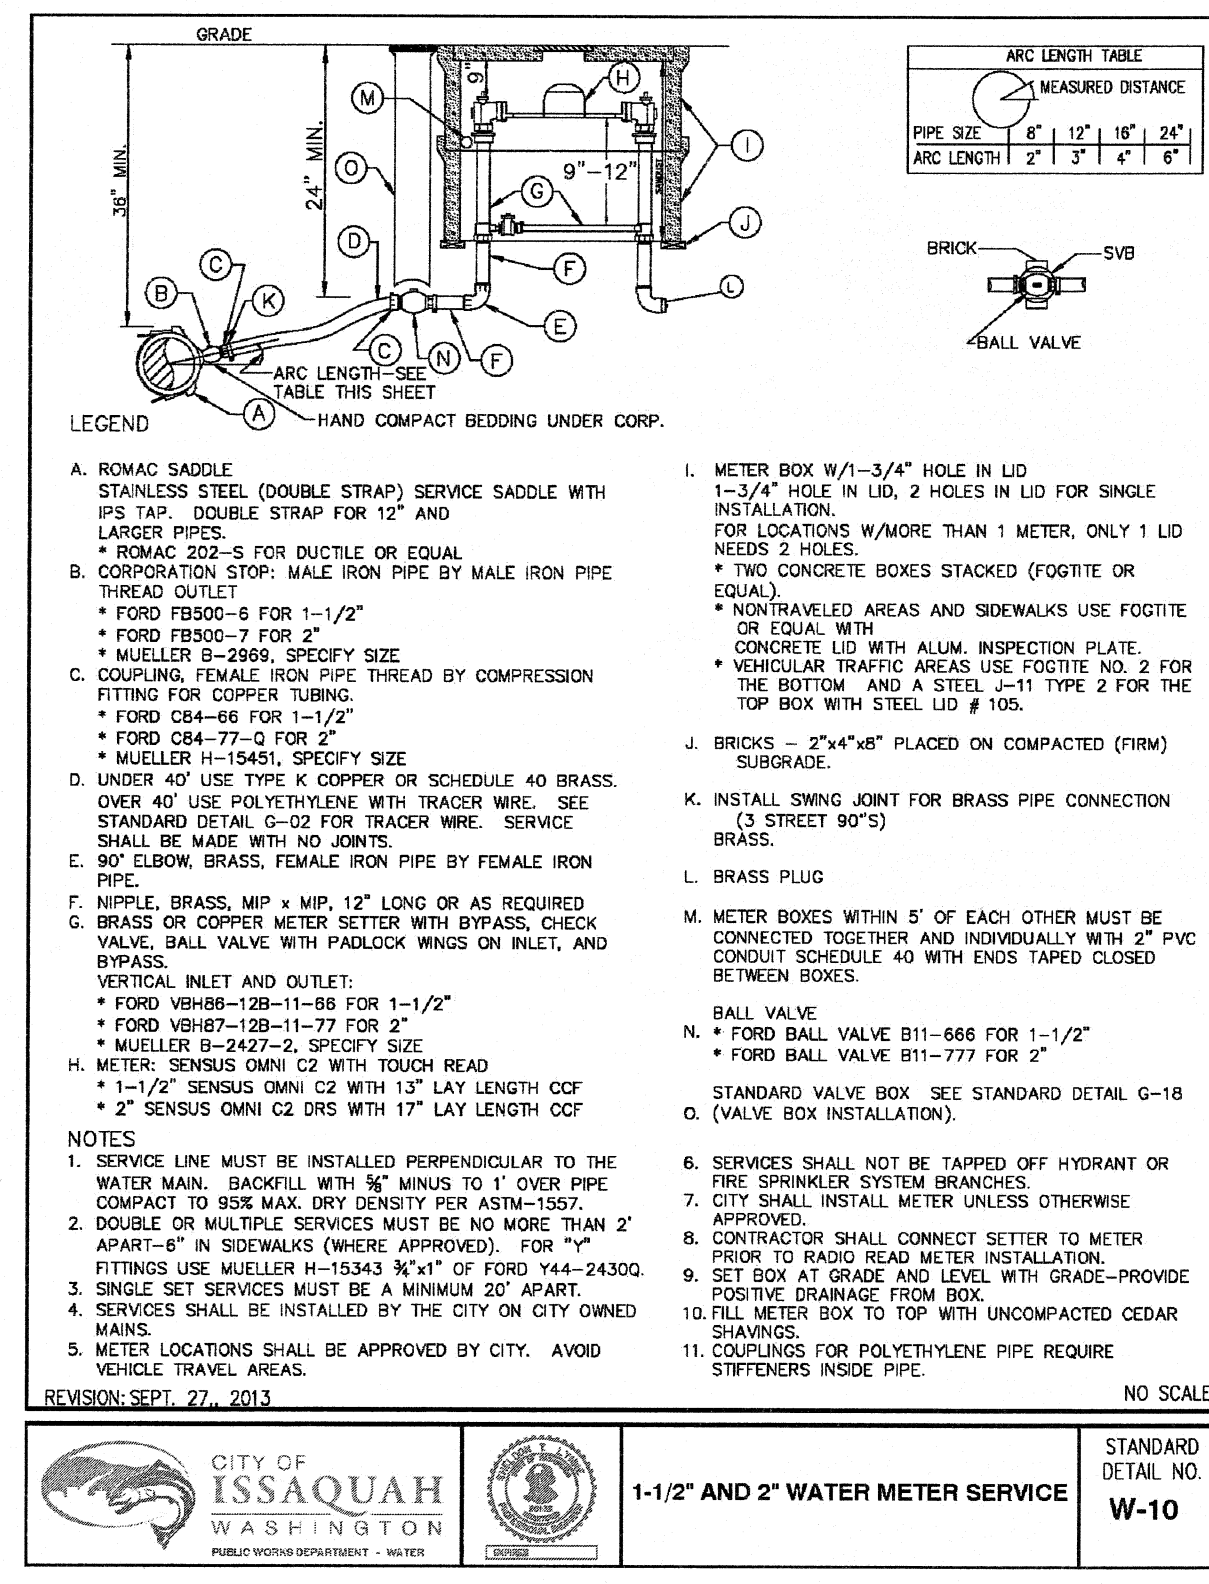 GRADE
36" MIN.
24" MIN.
9"
9"-12"
SAWDUST
M
H
O
I
G
D
J
C
F
B
K
L
E
C
N
F
A
ARC LENGTH-SEE
TABLE THIS SHEET
HAND COMPACT BEDDING UNDER CORP.
ARC LENGTH TABLE
MEASURED DISTANCE
PIPE SIZE 8" 12" 16" 24"
ARC LENGTH 2" 3" 4" 6"
BRICK
SVB
BALL VALVE
LEGEND
A. ROMAC SADDLE
STAINLESS STEEL (DOUBLE STRAP) SERVICE SADDLE WITH
IPS TAP. DOUBLE STRAP FOR 12" AND
LARGER PIPES.
* ROMAC 202-S FOR DUCTILE OR EQUAL
B. CORPORATION STOP: MALE IRON PIPE BY MALE IRON PIPE
THREAD OUTLET
* FORD FB500-6 FOR 1-1/2"
* FORD FB500-7 FOR 2"
* MUELLER B-2969, SPECIFY SIZE
C. COUPLING, FEMALE IRON PIPE THREAD BY COMPRESSION
FITTING FOR COPPER TUBING.
* FORD C84-66 FOR 1-1/2"
* FORD C84-77-Q FOR 2"
* MUELLER H-15451, SPECIFY SIZE
D. UNDER 40' USE TYPE K COPPER OR SCHEDULE 40 BRASS.
OVER 40' USE POLYETHYLENE WITH TRACER WIRE. SEE
STANDARD DETAIL G-02 FOR TRACER WIRE. SERVICE
SHALL BE MADE WITH NO JOINTS.
E. 90° ELBOW, BRASS, FEMALE IRON PIPE BY FEMALE IRON
PIPE.
F. NIPPLE, BRASS, MIP x MIP, 12" LONG OR AS REQUIRED
G. BRASS OR COPPER METER SETTER WITH BYPASS, CHECK
VALVE, BALL VALVE WITH PADLOCK WINGS ON INLET, AND
BYPASS.
VERTICAL INLET AND OUTLET:
* FORD VBH86-12B-11-66 FOR 1-1/2"
* FORD VBH87-12B-11-77 FOR 2"
* MUELLER B-2427-2, SPECIFY SIZE
H. METER: SENSUS OMNI C2 WITH TOUCH READ
* 1-1/2" SENSUS OMNI C2 WITH 13" LAY LENGTH CCF
* 2" SENSUS OMNI C2 DRS WITH 17" LAY LENGTH CCF
I. METER BOX W/1-3/4" HOLE IN LID
1-3/4" HOLE IN LID, 2 HOLES IN LID FOR SINGLE
INSTALLATION.
FOR LOCATIONS W/MORE THAN 1 METER, ONLY 1 LID
NEEDS 2 HOLES.
* TWO CONCRETE BOXES STACKED (FOGTITE OR
EQUAL).
* NONTRAVELED AREAS AND SIDEWALKS USE FOGTITE
OR EQUAL WITH
CONCRETE LID WITH ALUM. INSPECTION PLATE.
* VEHICULAR TRAFFIC AREAS USE FOGTITE NO. 2 FOR
THE BOTTOM AND A STEEL J-11 TYPE 2 FOR THE
TOP BOX WITH STEEL LID # 105.
J. BRICKS - 2"x4"x8" PLACED ON COMPACTED (FIRM)
SUBGRADE.
K. INSTALL SWING JOINT FOR BRASS PIPE CONNECTION
(3 STREET 90°'S)
BRASS.
L. BRASS PLUG
M. METER BOXES WITHIN 5' OF EACH OTHER MUST BE
CONNECTED TOGETHER AND INDIVIDUALLY WITH 2" PVC
CONDUIT SCHEDULE 40 WITH ENDS TAPED CLOSED
BETWEEN BOXES.
BALL VALVE
N. * FORD BALL VALVE B11-666 FOR 1-1/2"
* FORD BALL VALVE B11-777 FOR 2"
STANDARD VALVE BOX SEE STANDARD DETAIL G-18
O. (VALVE BOX INSTALLATION).
NOTES
1. SERVICE LINE MUST BE INSTALLED PERPENDICULAR TO THE
WATER MAIN. BACKFILL WITH ⅝" MINUS TO 1' OVER PIPE
COMPACT TO 95% MAX. DRY DENSITY PER ASTM-1557.
2. DOUBLE OR MULTIPLE SERVICES MUST BE NO MORE THAN 2'
APART-6" IN SIDEWALKS (WHERE APPROVED). FOR "Y"
FITTINGS USE MUELLER H-15343 ¾"x1" OF FORD Y44-2430Q.
3. SINGLE SET SERVICES MUST BE A MINIMUM 20' APART.
4. SERVICES SHALL BE INSTALLED BY THE CITY ON CITY OWNED
MAINS.
5. METER LOCATIONS SHALL BE APPROVED BY CITY. AVOID
VEHICLE TRAVEL AREAS.
6. SERVICES SHALL NOT BE TAPPED OFF HYDRANT OR
FIRE SPRINKLER SYSTEM BRANCHES.
7. CITY SHALL INSTALL METER UNLESS OTHERWISE
APPROVED.
8. CONTRACTOR SHALL CONNECT SETTER TO METER
PRIOR TO RADIO READ METER INSTALLATION.
9. SET BOX AT GRADE AND LEVEL WITH GRADE-PROVIDE
POSITIVE DRAINAGE FROM BOX.
10. FILL METER BOX TO TOP WITH UNCOMPACTED CEDAR
SHAVINGS.
11. COUPLINGS FOR POLYETHYLENE PIPE REQUIRE
STIFFENERS INSIDE PIPE.
REVISION: SEPT. 27,, 2013
NO SCALE
CITY OF
ISSAQUAH
WASHINGTON
PUBLIC WORKS DEPARTMENT - WATER
SHELDON T. LYNNE
PROFESSIONAL ENGINEER
EXPIRES
1-1/2" AND 2" WATER METER SERVICE
STANDARD
DETAIL NO.
W-10